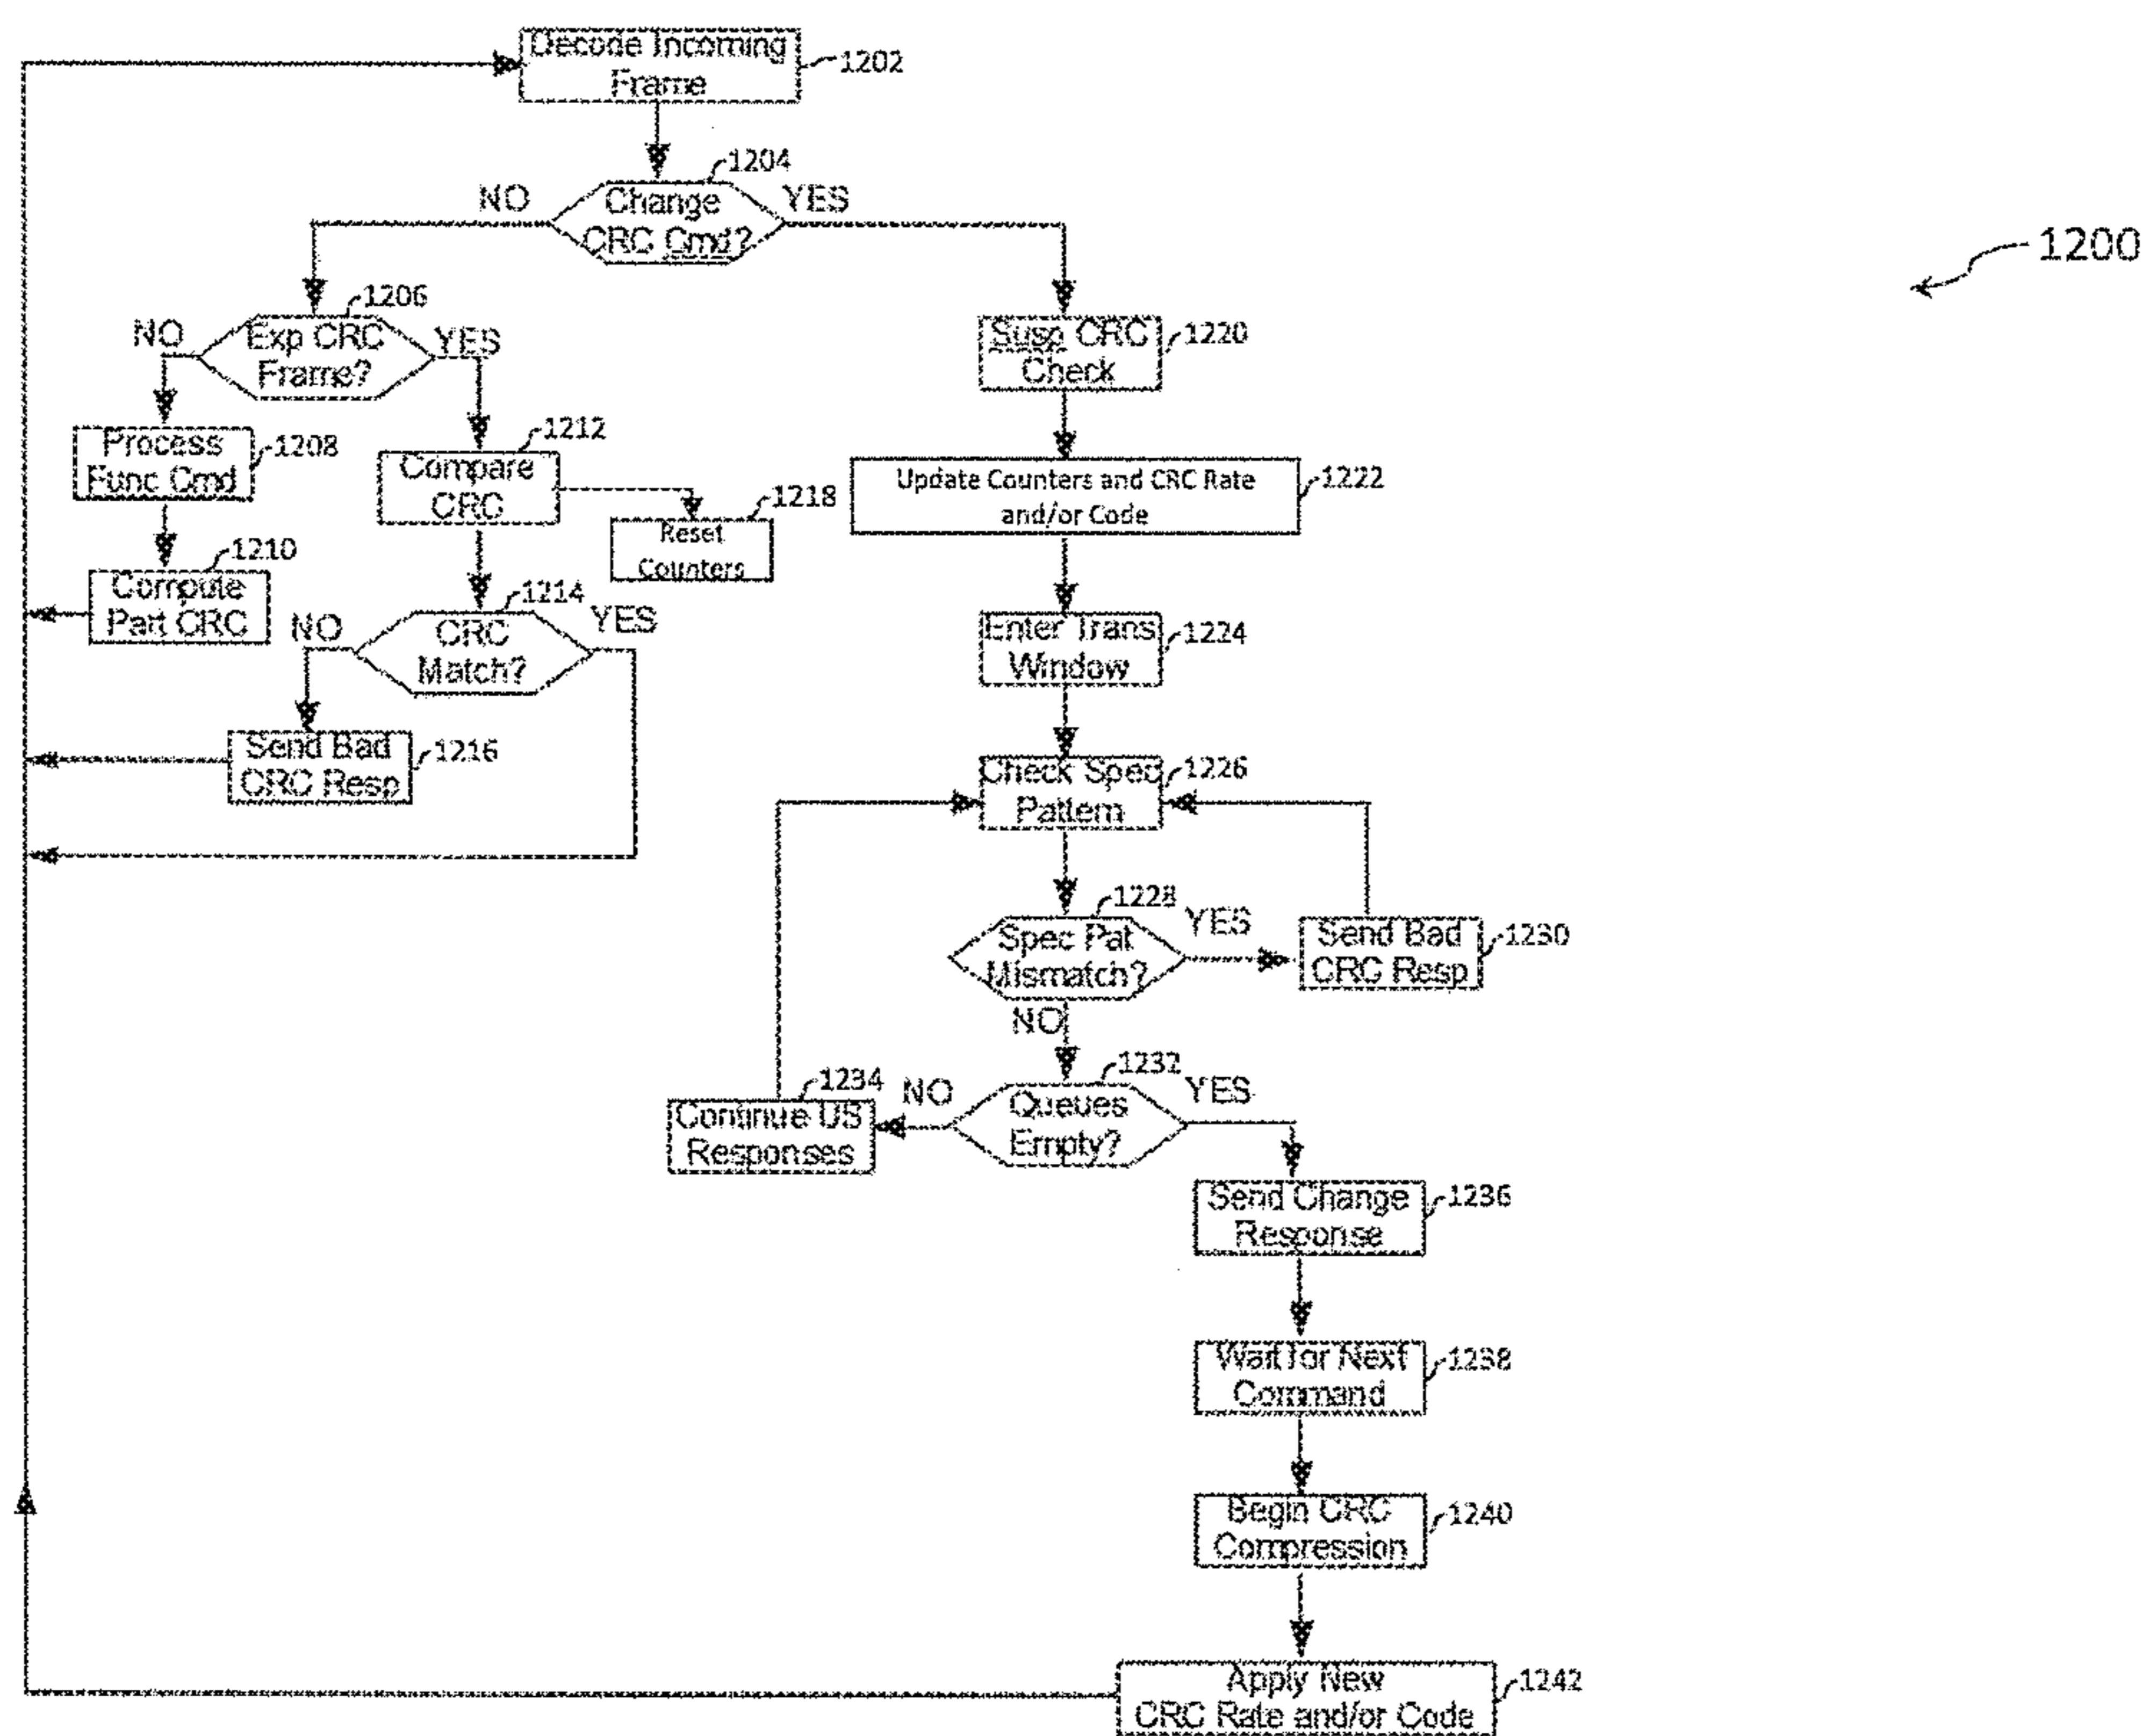 Decode Incoming
Frame
1202
1204
NO
Change
CRC Cmd?
YES
1200
1206
NO
Exp CRC
Frame?
YES
Susp CRC
Check
1220
Process
Func Cmd
1208
1212
Compare
CRC
1218
Reset
Counters
Update Counters and CRC Rate
and/or Code
1222
1210
Compute
Part CRC
1214
NO
CRC
Match?
YES
Enter Trans
Window
1224
Send Bad
CRC Resp
1216
Check Spec
Pattern
1226
1228
Spec Pat
Mismatch?
YES
NO
Send Bad
CRC Resp
1230
1232
Queues
Empty?
YES
NO
1234
Continue US
Responses
Send Change
Response
1236
Wait for Next
Command
1238
Begin CRC
Compression
1240
Apply New
CRC Rate and/or Code
1242